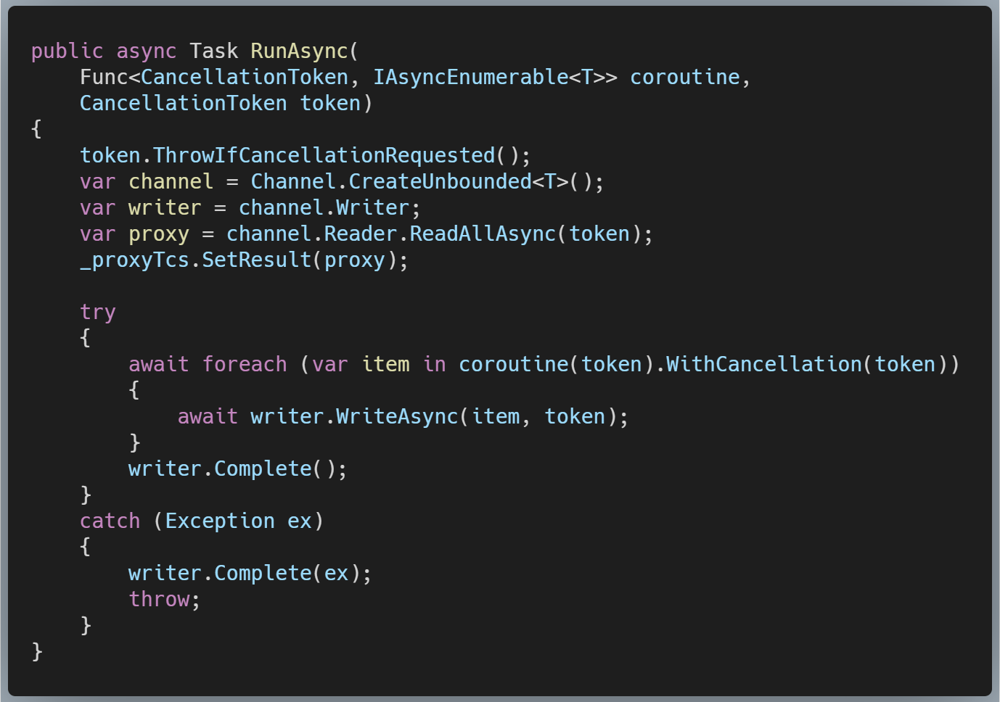 public async Task RunAsync(
    Func<CancellationToken, IAsyncEnumerable<T>> coroutine,
    CancellationToken token)
{
    token.ThrowIfCancellationRequested();
    var channel = Channel.CreateUnbounded<T>();
    var writer = channel.Writer;
    var proxy = channel.Reader.ReadAllAsync(token);
    _proxyTcs.SetResult(proxy);

    try
    {
        await foreach (var item in coroutine(token).WithCancellation(token))
        {
            await writer.WriteAsync(item, token);
        }
        writer.Complete();
    }
    catch (Exception ex)
    {
        writer.Complete(ex);
        throw;
    }
}